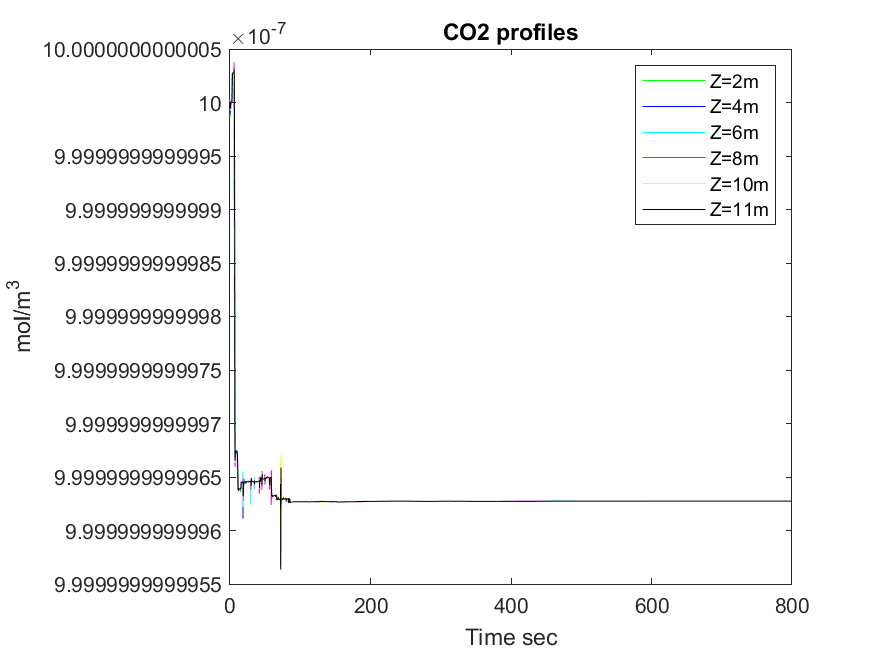 CO2 profiles
×10-7
10.0000000000005
10
9.9999999999995
9.999999999999
9.9999999999985
9.999999999998
9.9999999999975
9.999999999997
9.9999999999965
9.999999999996
9.9999999999955
mol/m3
Z=2m
Z=4m
Z=6m
Z=8m
Z=10m
Z=11m
0 200 400 600 800
Time sec